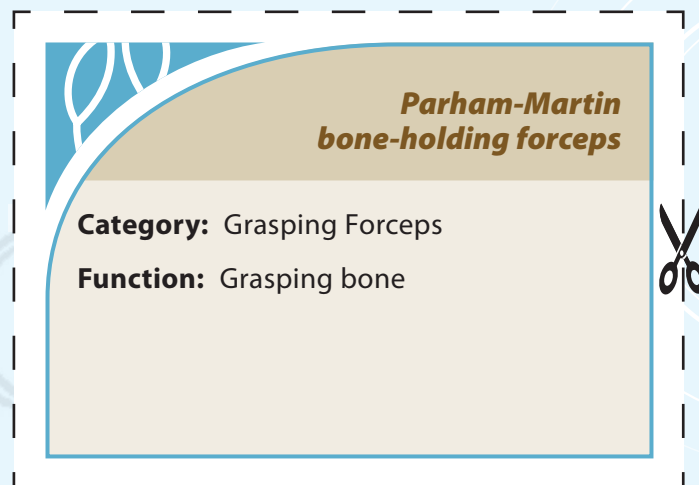 Parham-Martin
bone-holding forceps
Category: Grasping Forceps
Function: Grasping bone